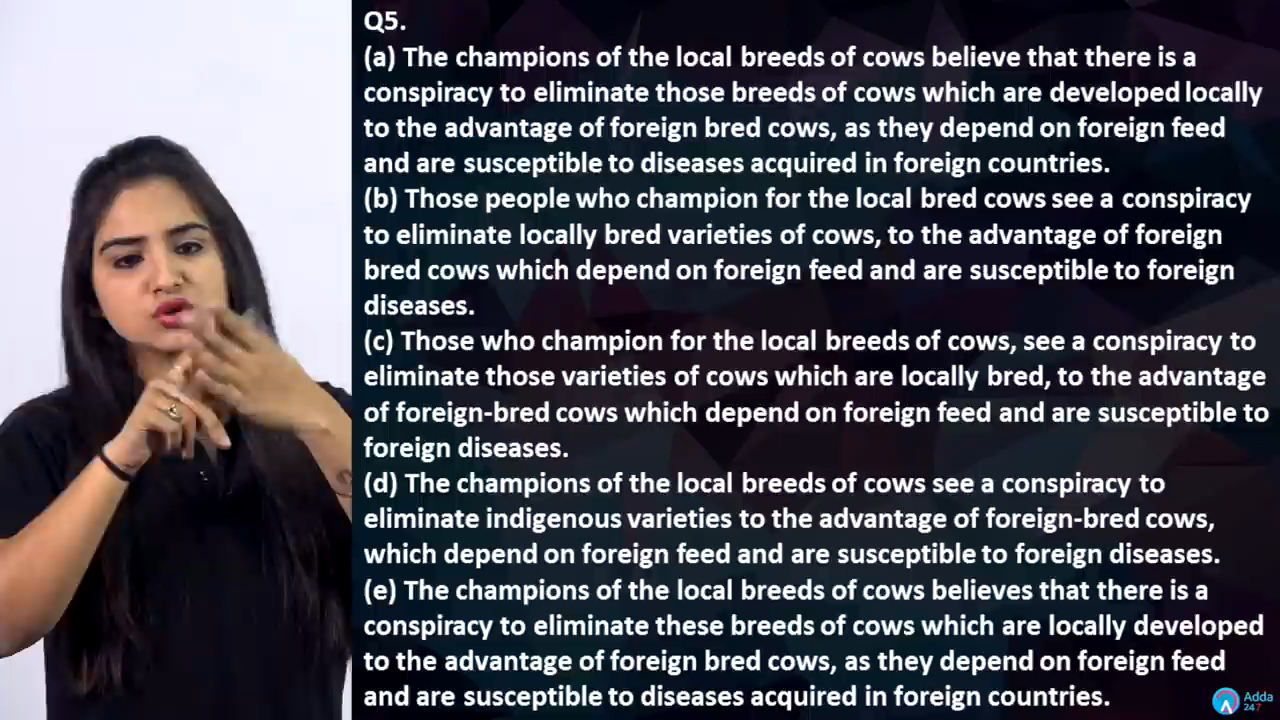 Q5.
(a) The champions of the local breeds of cows believe that there is a
conspiracy to eliminate those breeds of cows which are developed locally
to the advantage of foreign bred cows, as they depend on foreign feed
and are susceptible to diseases acquired in foreign countries.
(b) Those people who champion for the local bred cows see a conspiracy
to eliminate locally bred varieties of cows, to the advantage of foreign
bred cows which depend on foreign feed and are susceptible to foreign
diseases.
(c) Those who champion for the local breeds of cows, see a conspiracy to
eliminate those varieties of cows which are locally bred, to the advantage
of foreign-bred cows which depend on foreign feed and are susceptible to
foreign diseases.
(d) The champions of the local breeds of cows see a conspiracy to
eliminate indigenous varieties to the advantage of foreign-bred cows,
which depend on foreign feed and are susceptible to foreign diseases.
(e) The champions of the local breeds of cows believes that there is a
conspiracy to eliminate these breeds of cows which are locally developed
to the advantage of foreign bred cows, as they depend on foreign feed
and are susceptible to diseases acquired in foreign countries.
Adda
247